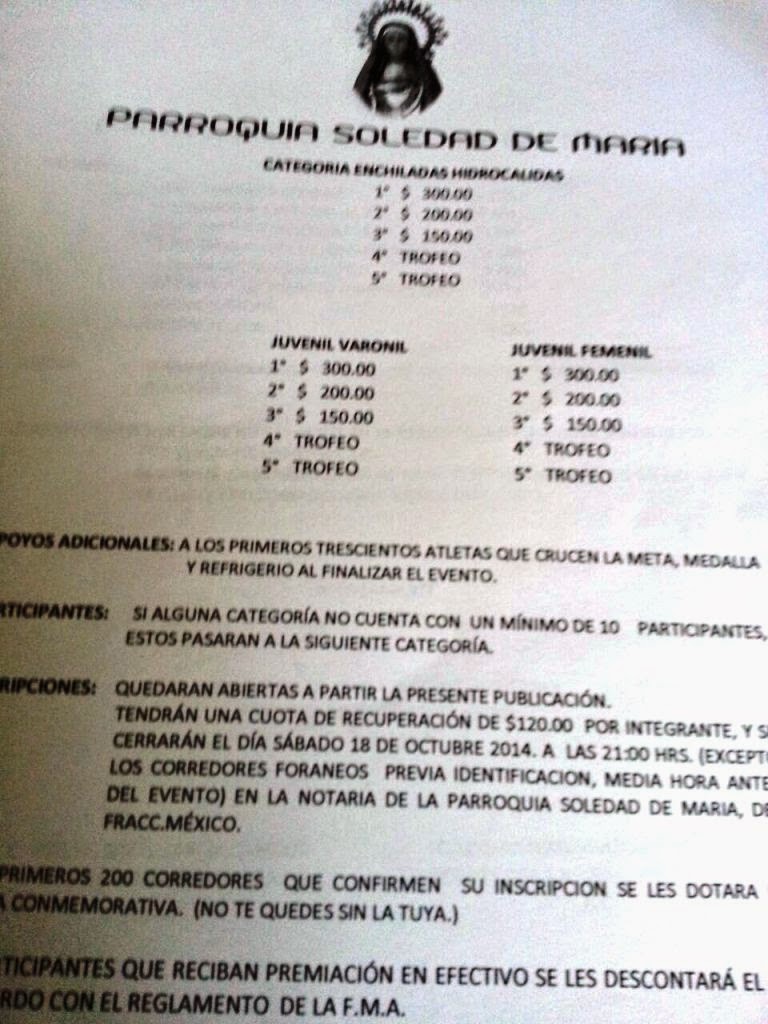 PARROQUIA SOLEDAD DE MARIA
CATEGORIA ENCHILADAS HIDROCALIDAS
1° $ 300.00
2° $ 200.00
3° $ 150.00
4° TROFEO
5° TROFEO
JUVENIL VARONIL
1° $ 300.00
2° $ 200.00
3° $ 150.00
4° TROFEO
5° TROFEO
JUVENIL FEMENIL
1° $ 300.00
2° $ 200.00
3° $ 150.00
4° TROFEO
5° TROFEO
POYOS ADICIONALES: A LOS PRIMEROS TRESCIENTOS ATLETAS QUE CRUCEN LA META, MEDALLA
Y REFRIGERIO AL FINALIZAR EL EVENTO.
RTICIPANTES: SI ALGUNA CATEGORÍA NO CUENTA CON UN MÍNIMO DE 10 PARTICIPANTES,
ESTOS PASARAN A LA SIGUIENTE CATEGORÍA.
RIPCIONES: QUEDARAN ABIERTAS A PARTIR LA PRESENTE PUBLICACIÓN.
TENDRÁN UNA CUOTA DE RECUPERACIÓN DE $120.00 POR INTEGRANTE, Y S
CERRARÁN EL DÍA SÁBADO 18 DE OCTUBRE 2014. A LAS 21:00 HRS. (EXCEPT
LOS CORREDORES FORANEOS PREVIA IDENTIFICACION, MEDIA HORA ANTE
DEL EVENTO) EN LA NOTARIA DE LA PARROQUIA SOLEDAD DE MARIA, DE
FRACC.MÉXICO.
PRIMEROS 200 CORREDORES QUE CONFIRMEN SU INSCRIPCION SE LES DOTARA
A CONMEMORATIVA. (NO TE QUEDES SIN LA TUYA.)
TICIPANTES QUE RECIBAN PREMIACIÓN EN EFECTIVO SE LES DESCONTARÁ EL
RDO CON EL REGLAMENTO DE LA F.M.A.